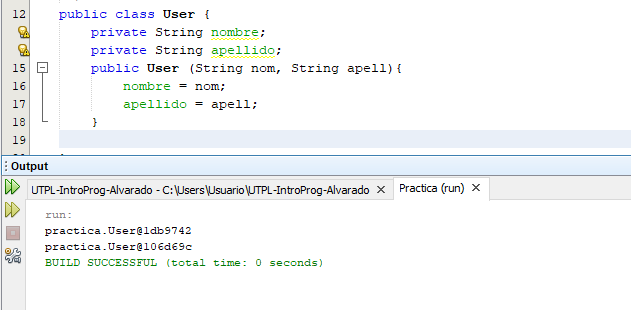 12 public class User {
private String nombre;
private String apellido;
15 public User (String nom, String apell){
16 nombre = nom;
17 apellido = apell;
18 }
19
Output
UTPL-IntroProg-Alvarado - C:\Users\Usuario\UTPL-IntroProg-Alvarado × Practica (run) ×
run:
practica.User@1db9742
practica.User@106d69c
BUILD SUCCESSFUL (total time: 0 seconds)